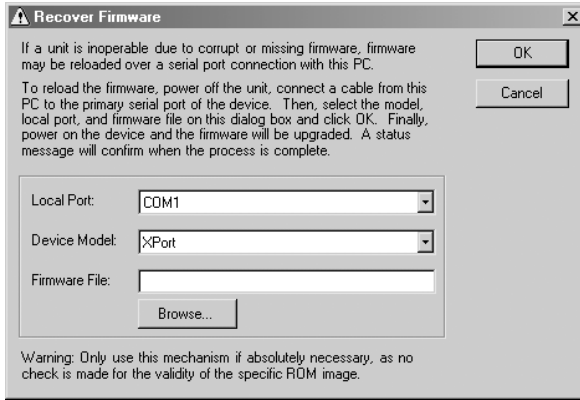 Recover Firmware
If a unit is inoperable due to corrupt or missing firmware, firmware
may be reloaded over a serial port connection with this PC.
OK
To reload the firmware, power off the unit, connect a cable from this
PC to the primary serial port of the device. Then, select the model,
local port, and firmware file on this dialog box and click OK. Finally,
power on the device and the firmware will be upgraded. A status
message will confirm when the process is complete.
Cancel
Local Port: COM1
Device Model: XPort
Firmware File:
Browse...
Warning: Only use this mechanism if absolutely necessary, as no
check is made for the validity of the specific ROM image.